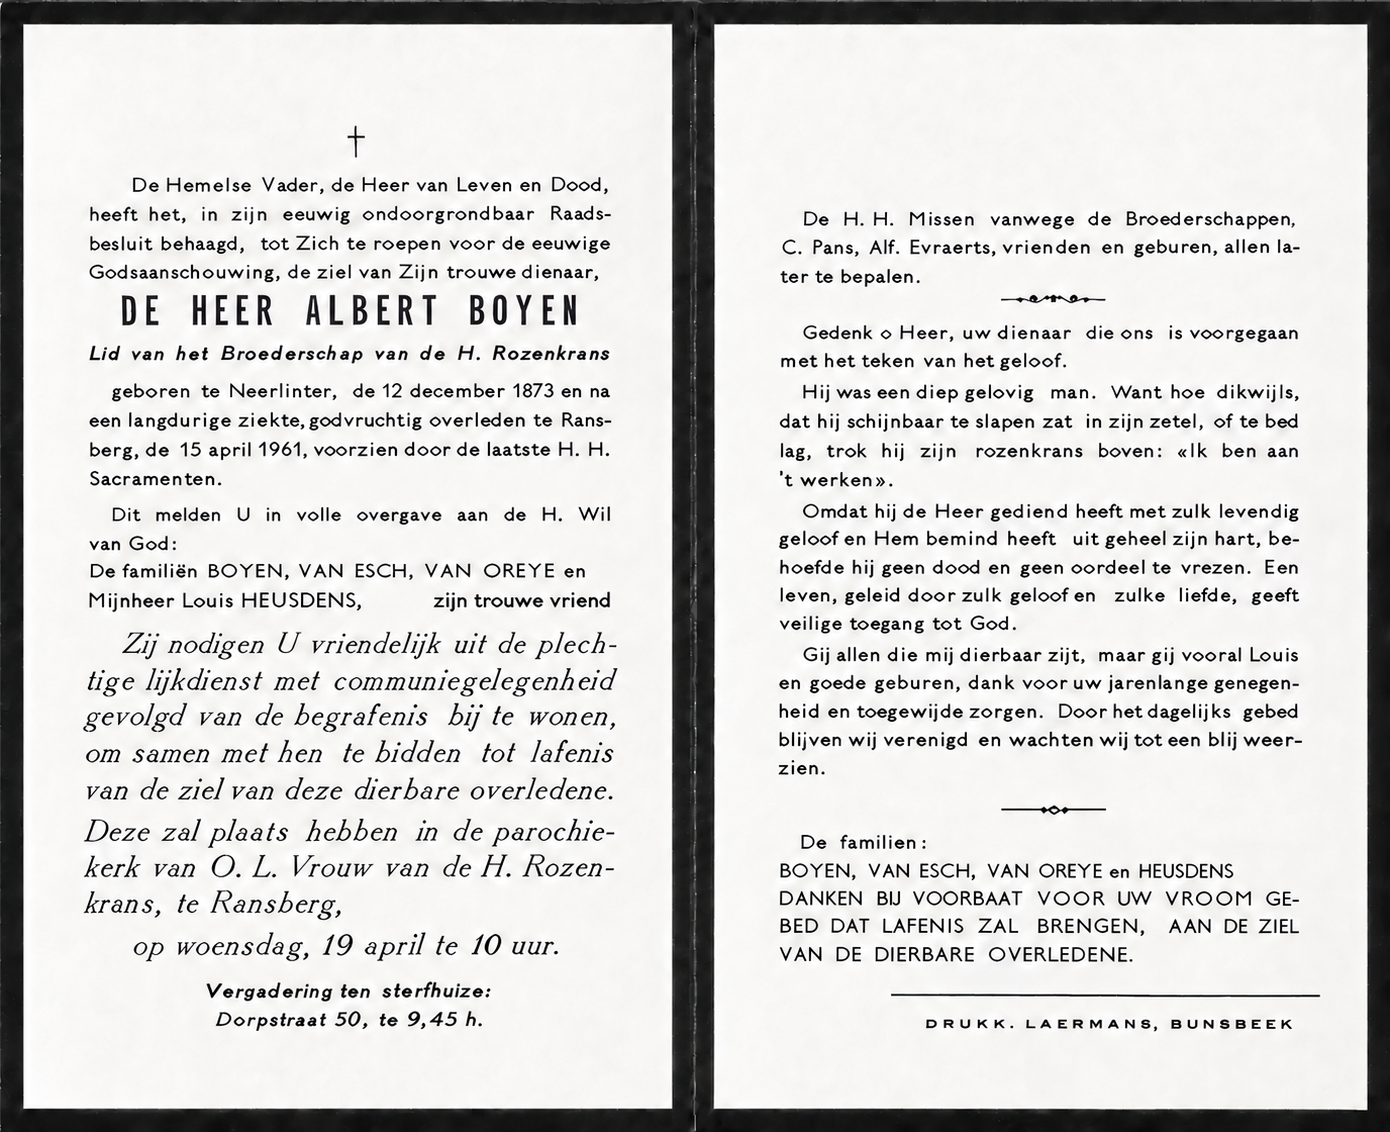 †
De Hemelse Vader, de Heer van Leven en Dood,
heeft het, in zijn eeuwig ondoorgrondbaar Raads-
besluit behaagd, tot Zich te roepen voor de eeuwige
Godsaanschouwing, de ziel van Zijn trouwe dienaar,
DE HEER ALBERT BOYEN
Lid van het Broederschap van de H. Rozenkrans
geboren te Neerlinter, de 12 december 1873 en na
een langdurige ziekte, godvruchtig overleden te Rans-
berg, de 15 april 1961, voorzien door de laatste H. H.
Sacramenten.
Dit melden U in volle overgave aan de H. Wil
van God:
De familiën BOYEN, VAN ESCH, VAN OREYE en
Mijnheer Louis HEUSDENS, zijn trouwe vriend
Zij nodigen U vriendelijk uit de plech-
tige lijkdienst met communiegelegenheid
gevolgd van de begrafenis bij te wonen,
om samen met hen te bidden tot lafenis
van de ziel van deze dierbare overledene.
Deze zal plaats hebben in de parochie-
kerk van O. L. Vrouw van de H. Rozen-
krans, te Ransberg,
op woensdag, 19 april te 10 uur.
Vergadering ten sterfhuize:
Dorpstraat 50, te 9,45 h.
De H. H. Missen vanwege de Broederschappen,
C. Pans, Alf. Evraerts, vrienden en geburen, allen la-
ter te bepalen.
Gedenk o Heer, uw dienaar die ons is voorgegaan
met het teken van het geloof.
Hij was een diep gelovig man. Want hoe dikwijls,
dat hij schijnbaar te slapen zat in zijn zetel, of te bed
lag, trok hij zijn rozenkrans boven: «Ik ben aan
't werken».
Omdat hij de Heer gediend heeft met zulk levendig
geloof en Hem bemind heeft uit geheel zijn hart, be-
hoefde hij geen dood en geen oordeel te vrezen. Een
leven, geleid door zulk geloof en zulke liefde, geeft
veilige toegang tot God.
Gij allen die mij dierbaar zijt, maar gij vooral Louis
en goede geburen, dank voor uw jarenlange genegen-
heid en toegewijde zorgen. Door het dagelijks gebed
blijven wij verenigd en wachten wij tot een blij weer-
zien.
De familien:
BOYEN, VAN ESCH, VAN OREYE en HEUSDENS
DANKEN BIJ VOORBAAT VOOR UW VROOM GE-
BED DAT LAFENIS ZAL BRENGEN, AAN DE ZIEL
VAN DE DIERBARE OVERLEDENE.
DRUKK. LAERMANS, BUNSBEEK